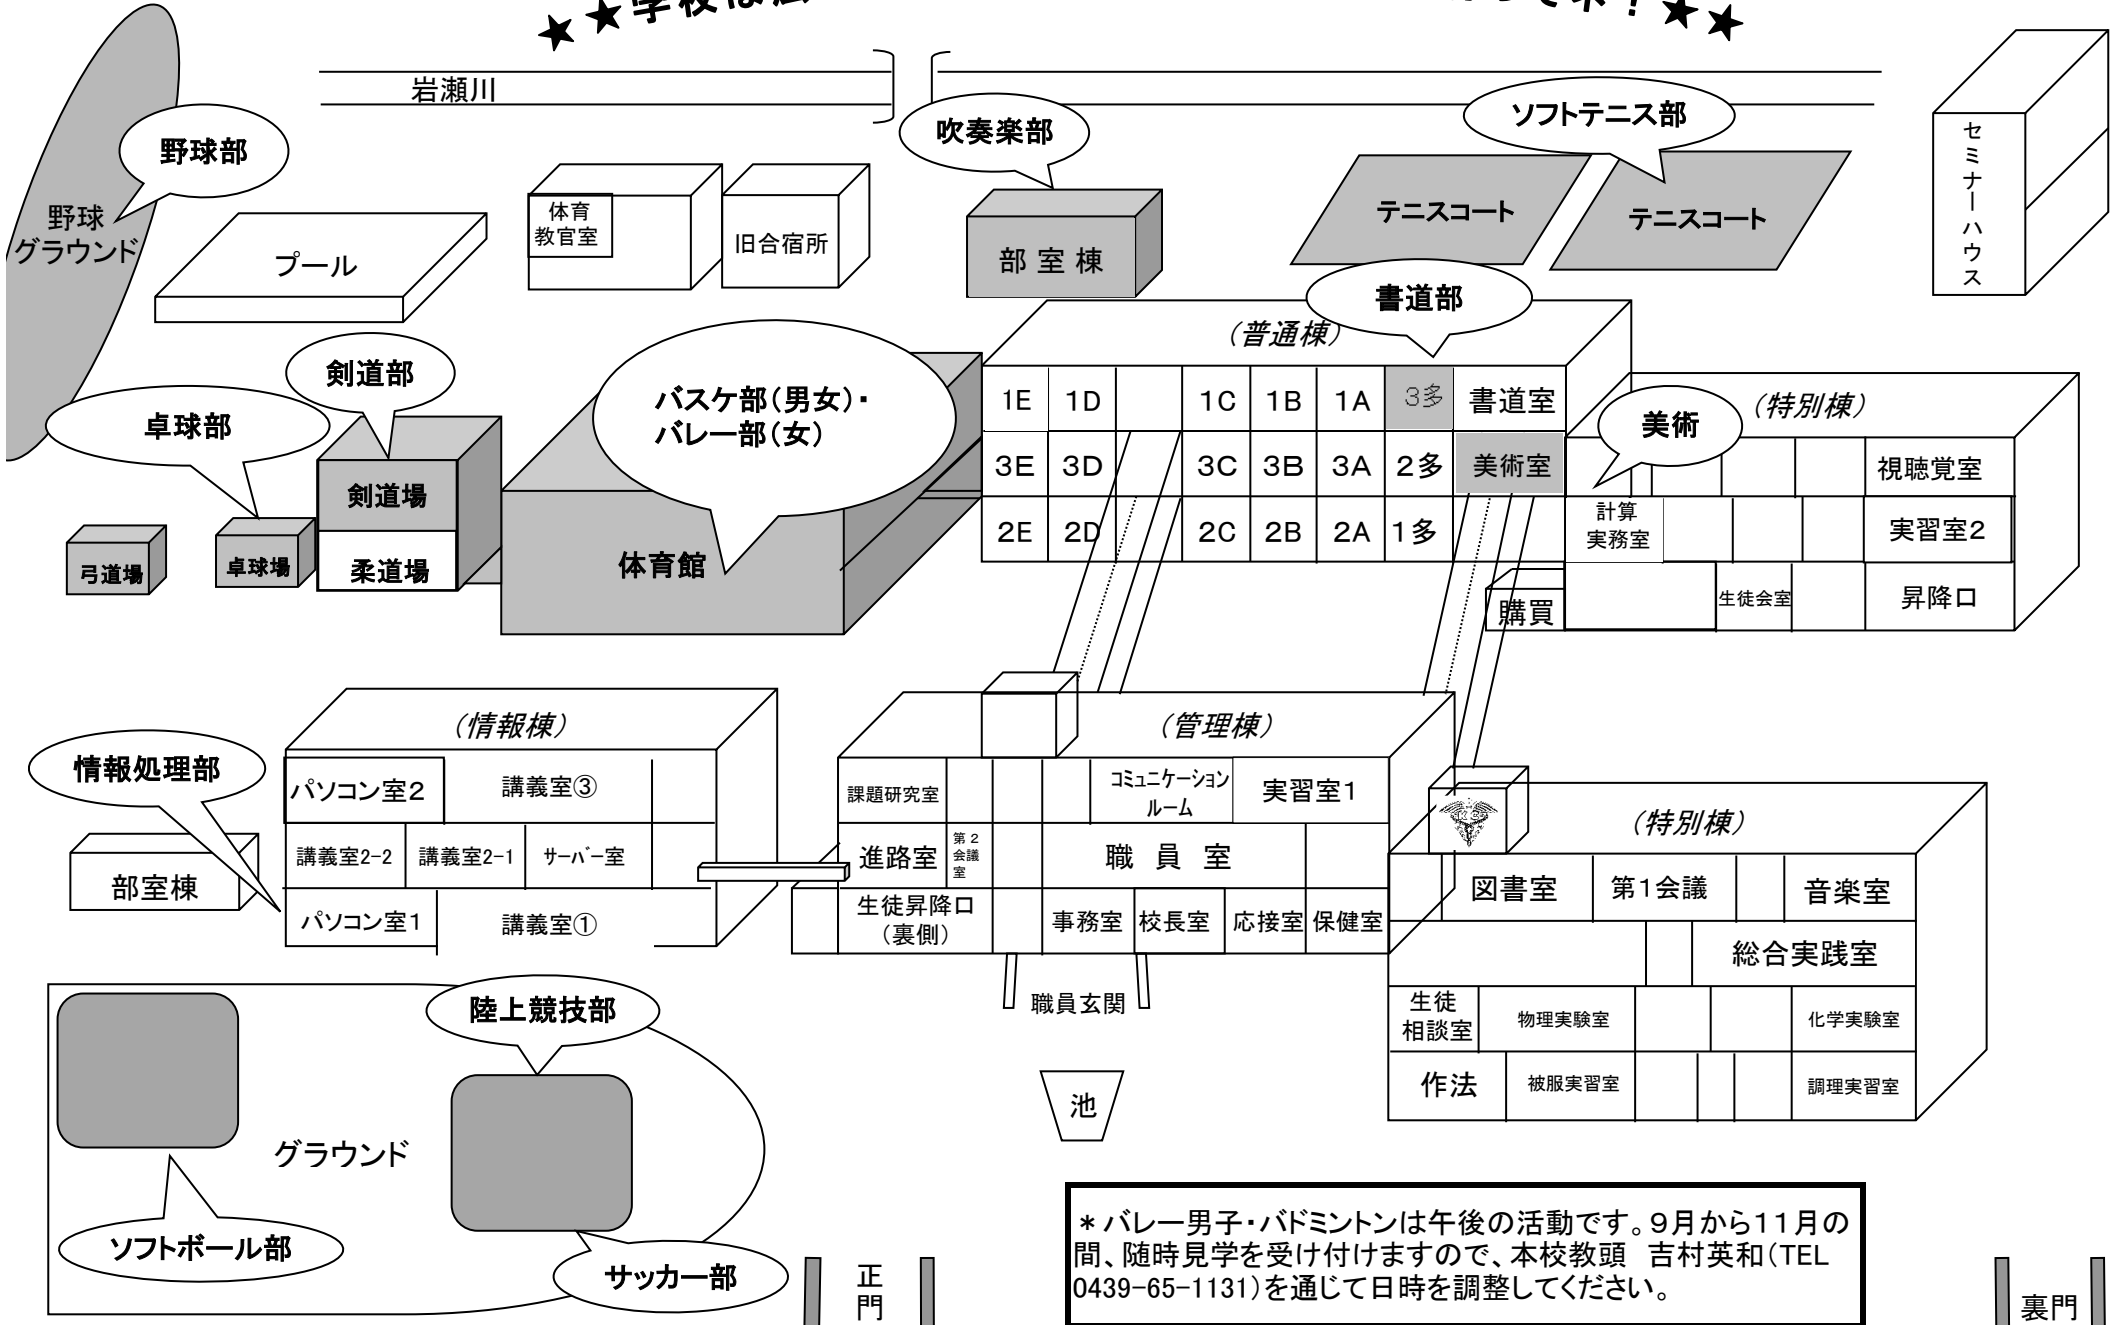 ★★学校は広
って来!★★
岩瀬川
野球部
吹奏楽部
ソフトテニス部
セミナーハウス
野球
グラウンド
プール
体育
教官室
旧合宿所
部室棟
テニスコート
テニスコート
書道部
(普通棟)
剣道部
卓球部
バスケ部(男女)・
バレー部(女)
1E 1D 1C 1B 1A 3多 書道室
(特別棟)
美術
3E 3D 3C 3B 3A 2多 美術室
視聴覚室
2E 2D 2C 2B 2A 1多
計算
実務室
実習室2
剣道場
弓道場
卓球場
柔道場
体育館
購買
生徒会室
昇降口
(情報棟)
(管理棟)
情報処理部
パソコン室2 講義室③
講義室2-2 講義室2-1 サーバー室
パソコン室1 講義室①
部室棟
課題研究室
コミュニケーション
ルーム
実習室1
進路室
第2
会議
室
職員室
生徒昇降口
(裏側)
事務室 校長室 応接室 保健室
職員玄関
(特別棟)
図書室 第1会議 音楽室
総合実践室
生徒
相談室
物理実験室
化学実験室
作法 被服実習室 調理実習室
陸上競技部
グラウンド
ソフトボール部
サッカー部
池
*バレー男子・バドミントンは午後の活動です。9月から11月の
間、随時見学を受け付けますので、本校教頭 吉村英和(TEL
0439-65-1131)を通じて日時を調整してください。
正門
裏門